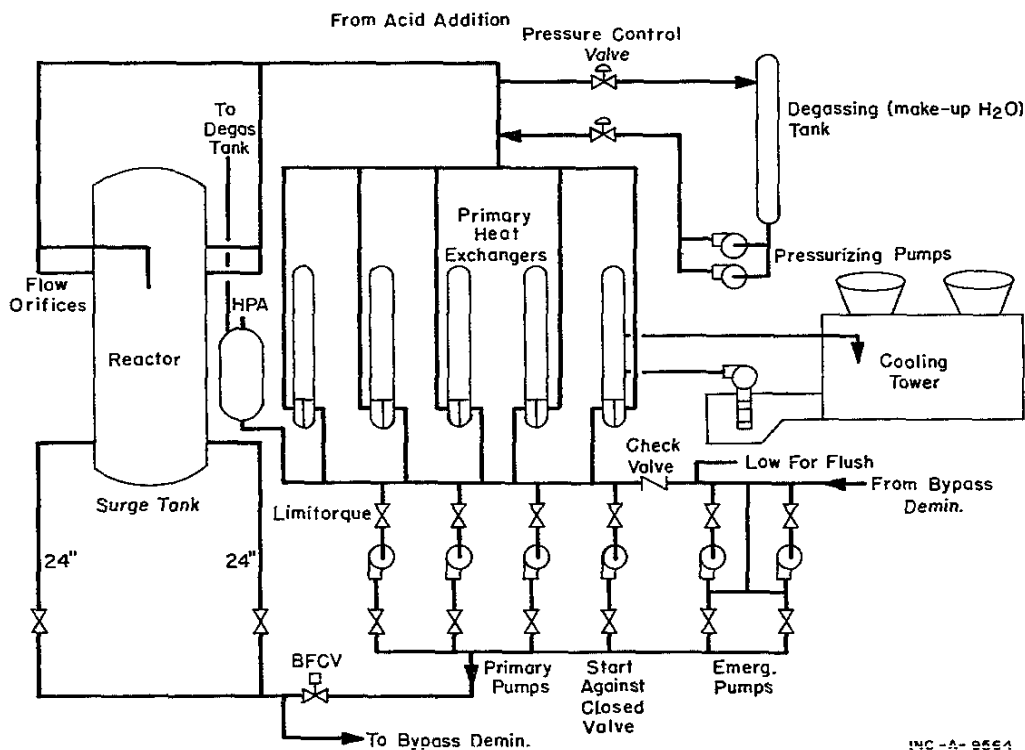 From Acid Addition
Pressure Control
Valve
To
Degas
Tank
Degassing (make-up H2O)
Tank
Primary
Heat
Exchangers
Pressurizing Pumps
Flow
Orifices
HPA
Reactor
Cooling
Tower
Check
Valve
Low For Flush
From Bypass
Demin.
Surge Tank
Limitorque
24"
24"
BFCV
Primary
Pumps
Start
Against
Closed
Valve
Emerg.
Pumps
To Bypass Demin.